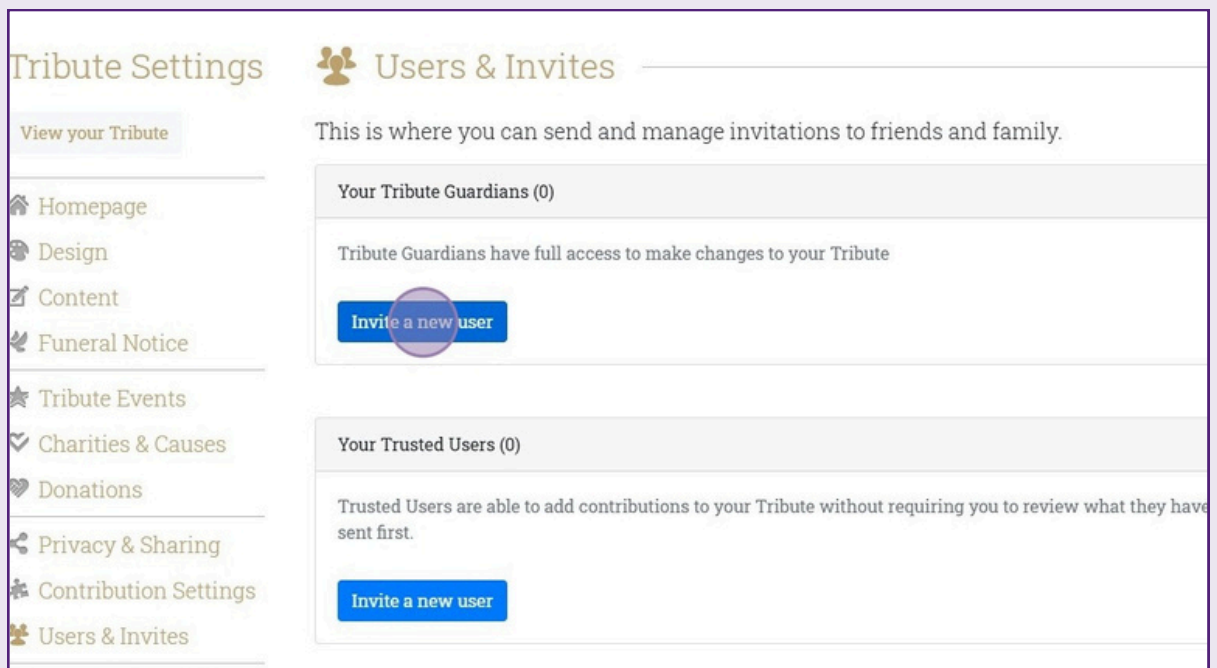 Tribute Settings
View your Tribute
Homepage
Design
Content
Funeral Notice
Tribute Events
Charities & Causes
Donations
Privacy & Sharing
Contribution Settings
Users & Invites
Users & Invites
This is where you can send and manage invitations to friends and family.
Your Tribute Guardians (0)
Tribute Guardians have full access to make changes to your Tribute
Invite a new user
Your Trusted Users (0)
Trusted Users are able to add contributions to your Tribute without requiring you to review what they have
sent first.
Invite a new user